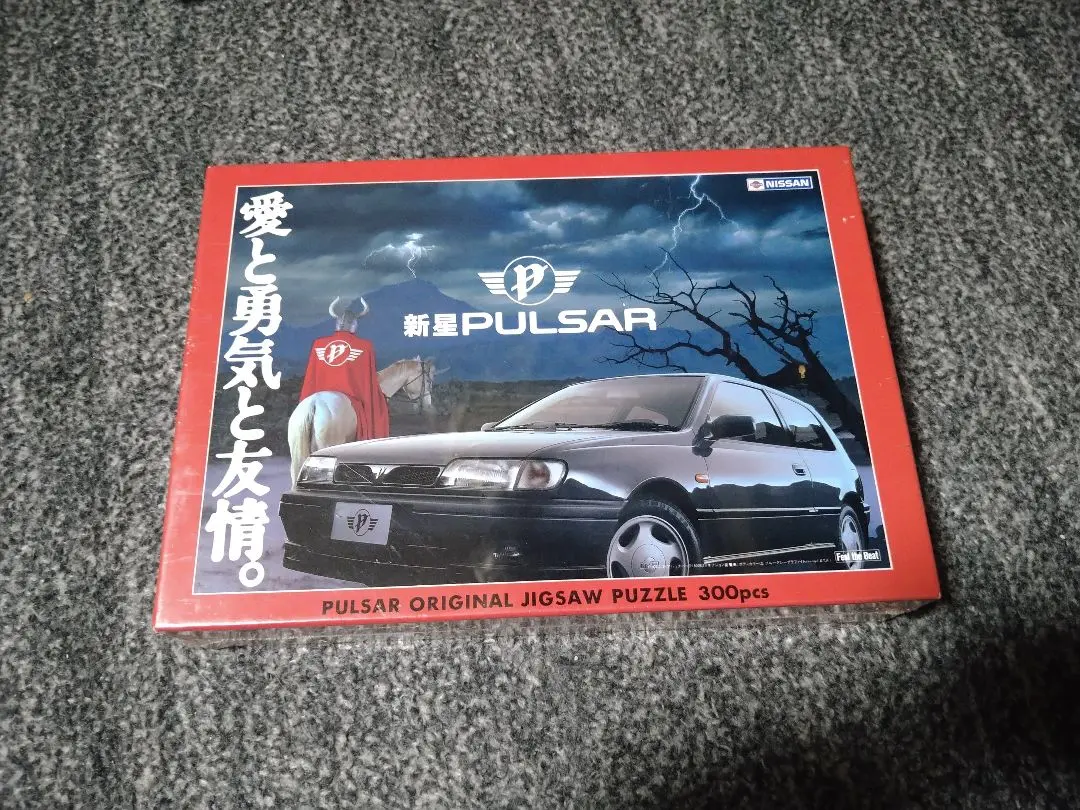 愛と勇気と友情。
NISSAN
P
新星PULSAR
P
P
Feel the Beat
PULSAR ORIGINAL JIGSAW PUZZLE 300pcs